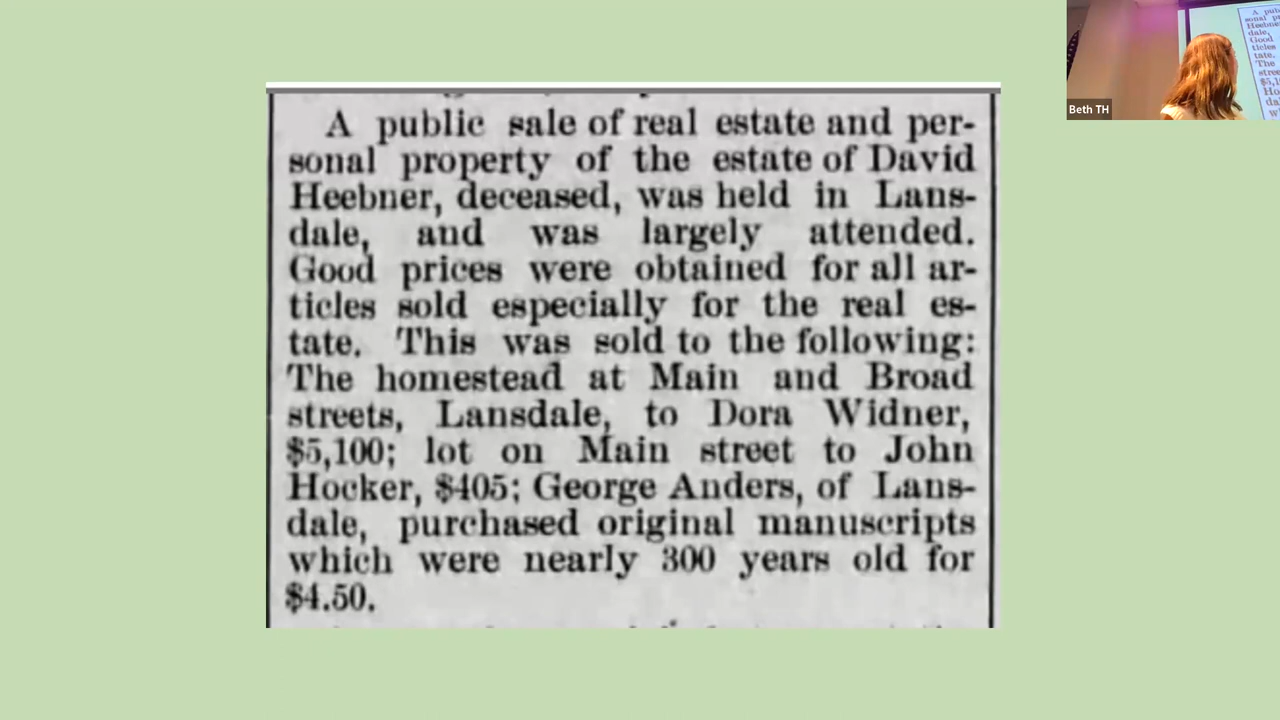 A public sale of real estate and per-
sonal property of the estate of David
Heebner, deceased, was held in Lans-
dale, and was largely attended.
Good prices were obtained for all ar-
ticles sold especially for the real es-
tate. This was sold to the following:
The homestead at Main and Broad
streets, Lansdale, to Dora Widner,
$5,100; lot on Main street to John
Hocker, $405; George Anders, of Lans-
dale, purchased original manuscripts
which were nearly 300 years old for
$4.50.
Beth TH